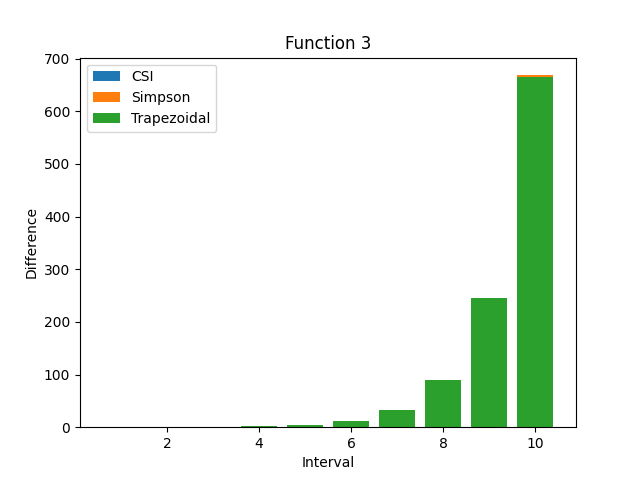 Function 3
CSI
Simpson
Trapezoidal
Difference
700
600
500
400
300
200
100
0
2 4 6 8 10
Interval